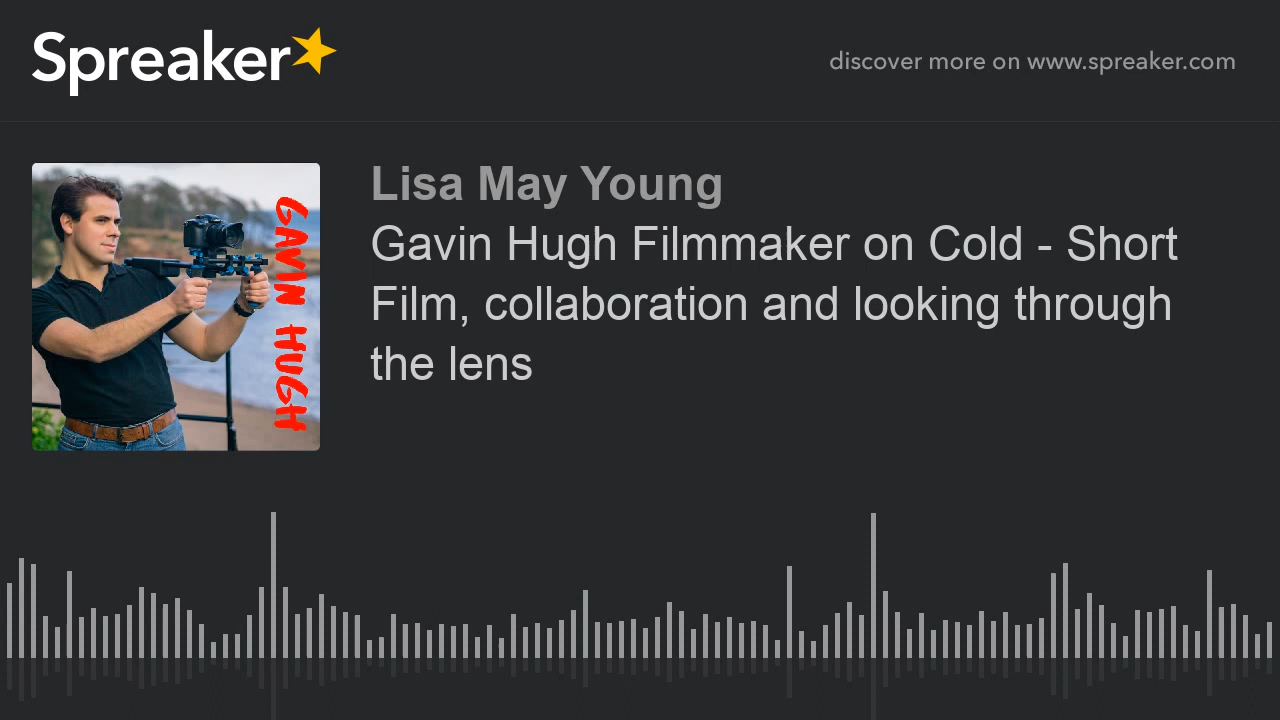 Spreaker
discover more on www.spreaker.com
GAVIN HUGH
Lisa May Young
Gavin Hugh Filmmaker on Cold - Short
Film, collaboration and looking through
the lens